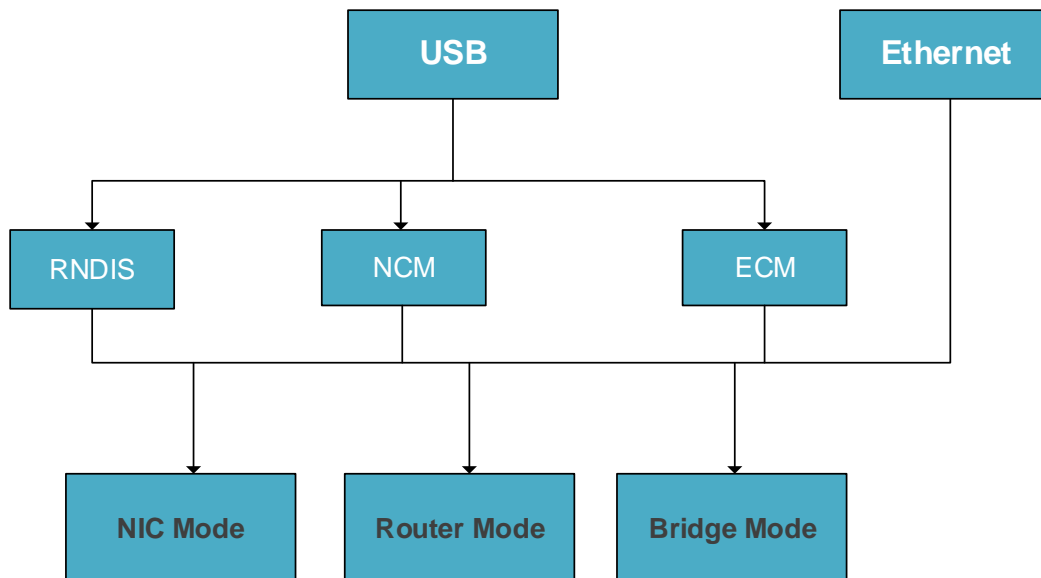 USB
Ethernet
RNDIS
NCM
ECM
NIC Mode
Router Mode
Bridge Mode